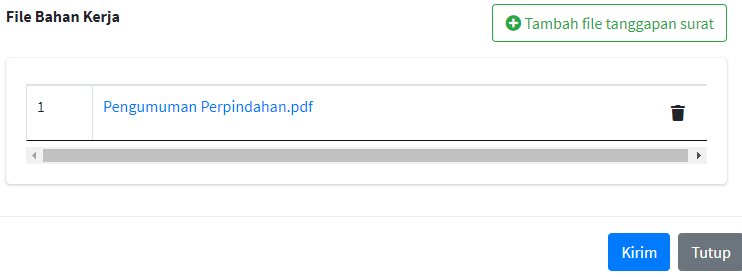 File Bahan Kerja
Tambah file tanggapan surat
1
Pengumuman Perpindahan.pdf
Kirim
Tutup